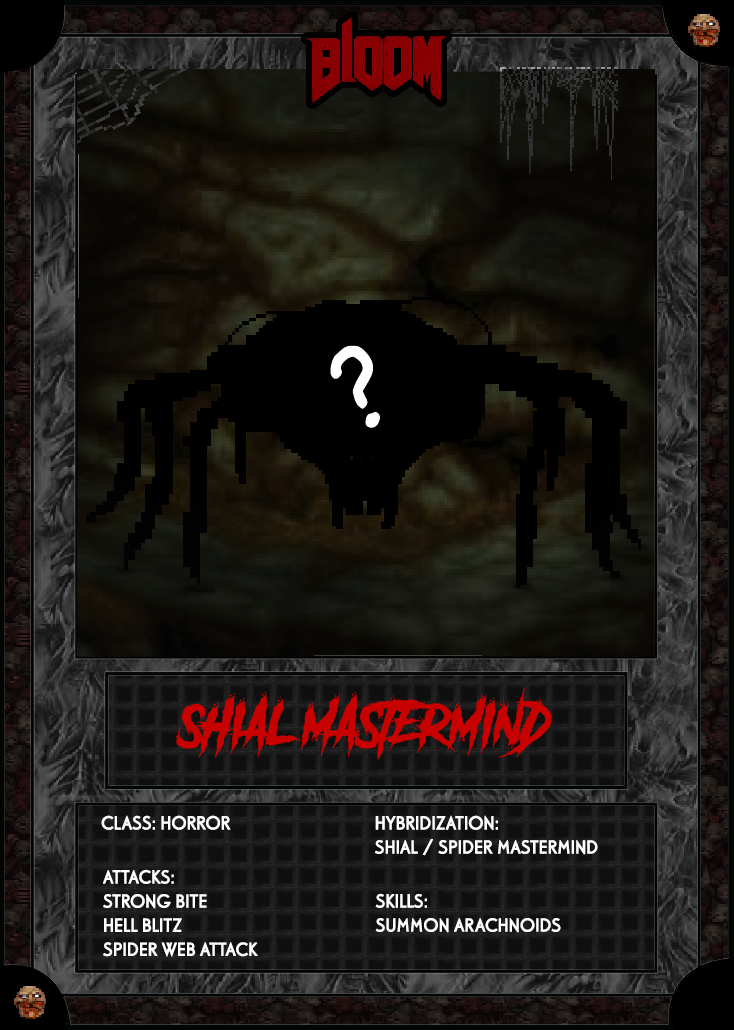 BLOOM
?
SHIAL MASTERMIND
CLASS: HORROR
HYBRIDIZATION:
SHIAL / SPIDER MASTERMIND
ATTACKS:
STRONG BITE
HELL BLITZ
SPIDER WEB ATTACK
SKILLS:
SUMMON ARACHNOIDS